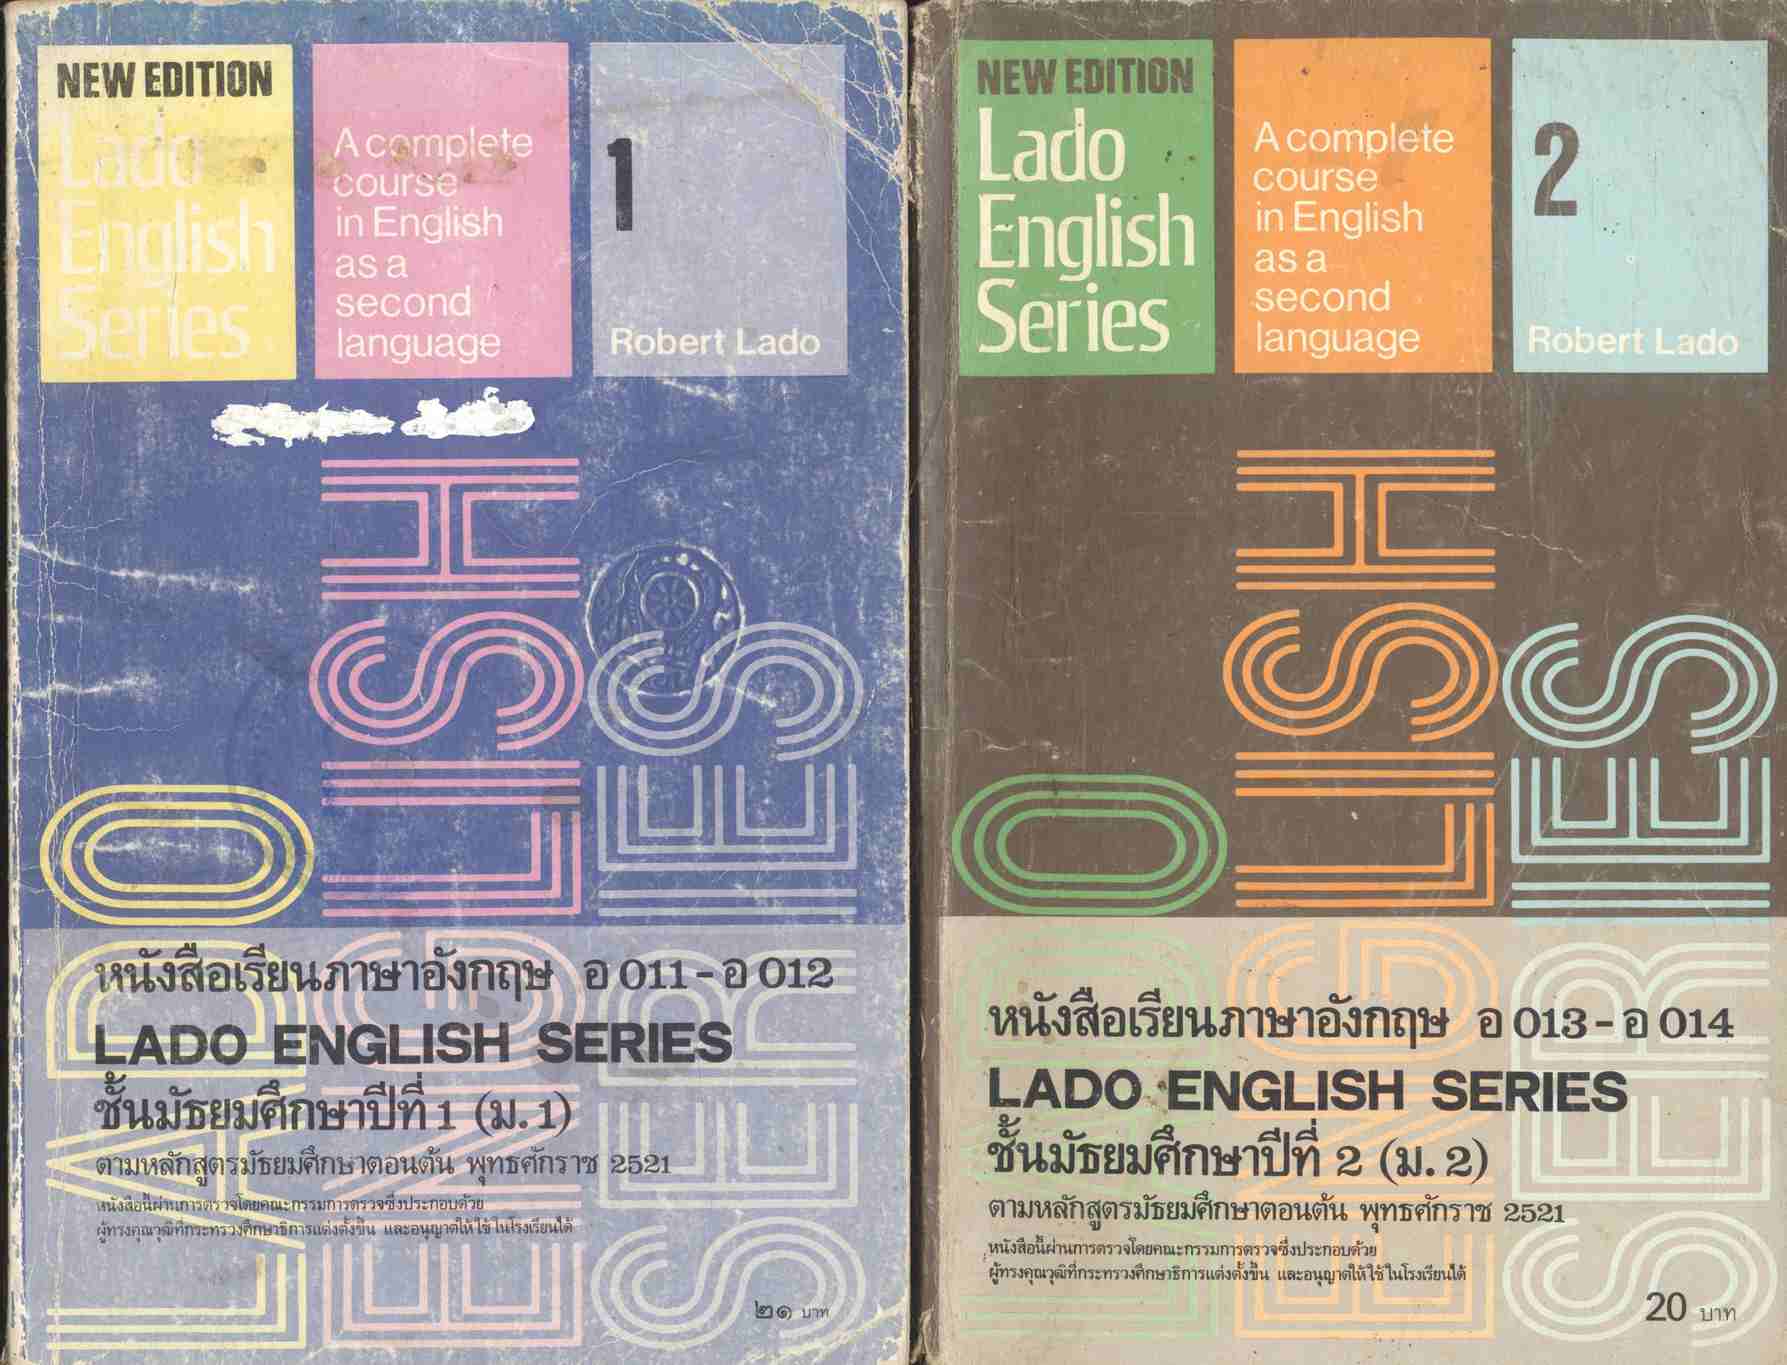 NEW EDITION
Lado
English
Series
A complete
course
in English
as a
second
language
1
Robert Lado
LADO
ENGLISH
SERIES
หนังสือเรียนภาษาอังกฤษ อ 011 - อ 012
LADO ENGLISH SERIES
ชั้นมัธยมศึกษาปีที่ 1 (ม. 1)
ตามหลักสูตรมัธยมศึกษาตอนต้น พุทธศักราช 2521
หนังสือนี้ผ่านการตรวจโดยคณะกรรมการตรวจซึ่งประกอบด้วย
ผู้ทรงคุณวุฒิที่กระทรวงศึกษาธิการแต่งตั้งขึ้น และอนุญาตให้ใช้ในโรงเรียนได้
๒๑ บาท
NEW EDITION
Lado
English
Series
A complete
course
in English
as a
second
language
2
Robert Lado
LADO
ENGLISH
SERIES
หนังสือเรียนภาษาอังกฤษ อ 013 - อ 014
LADO ENGLISH SERIES
ชั้นมัธยมศึกษาปีที่ 2 (ม. 2)
ตามหลักสูตรมัธยมศึกษาตอนต้น พุทธศักราช 2521
หนังสือนี้ผ่านการตรวจโดยคณะกรรมการตรวจซึ่งประกอบด้วย
ผู้ทรงคุณวุฒิที่กระทรวงศึกษาธิการแต่งตั้งขึ้น และอนุญาตให้ใช้ในโรงเรียนได้
20 บาท